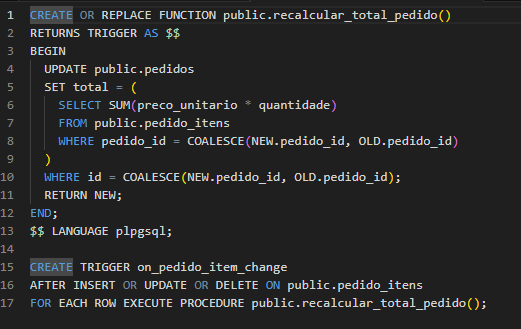 1 CREATE OR REPLACE FUNCTION public.recalcular_total_pedido()
2 RETURNS TRIGGER AS $$
3 BEGIN
4   UPDATE public.pedidos
5   SET total = (
6     SELECT SUM(preco_unitario * quantidade)
7     FROM public.pedido_itens
8     WHERE pedido_id = COALESCE(NEW.pedido_id, OLD.pedido_id)
9   )
10   WHERE id = COALESCE(NEW.pedido_id, OLD.pedido_id);
11   RETURN NEW;
12 END;
13 $$ LANGUAGE plpgsql;
14
15 CREATE TRIGGER on_pedido_item_change
16 AFTER INSERT OR UPDATE OR DELETE ON public.pedido_itens
17 FOR EACH ROW EXECUTE PROCEDURE public.recalcular_total_pedido();